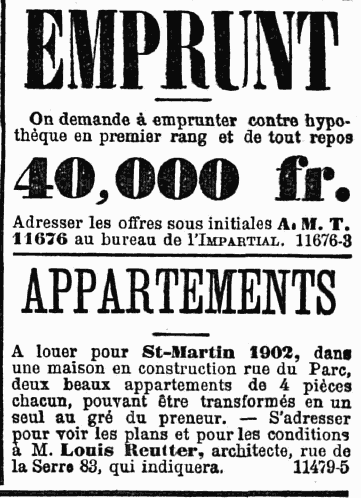 EMPRUNT
On demande à emprunter contre hypo-
thèque en premier rang et de tout repos
40,000 fr.
Adresser les offres sous initiales A. M. T.
11676 au bureau de l'IMPARTIAL. 11676-3
APPARTEMENTS
A louer pour St-Martin 1902, dans
une maison en construction rue du Parc,
deux beaux appartements de 4 pièces
chacun, pouvant être transformés en un
seul au gré du preneur. — S'adresser
pour voir les plans et pour les conditions
à M. Louis Reutter, architecte, rue de
la Serre 83, qui indiquera. 11479-5